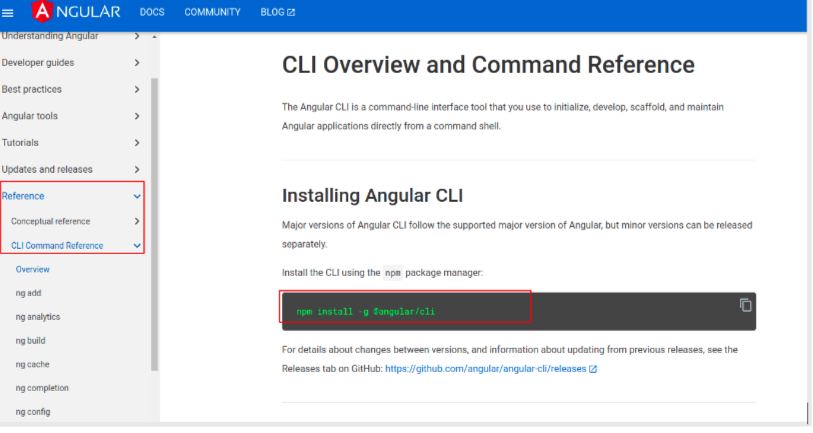 ANGULAR DOCS COMMUNITY BLOG
Understanding Angular
Developer guides
Best practices
Angular tools
Tutorials
Updates and releases
Reference
Conceptual reference
CLI Command Reference
Overview
ng add
ng analytics
ng build
ng cache
ng completion
ng config
CLI Overview and Command Reference
The Angular CLI is a command-line interface tool that you use to initialize, develop, scaffold, and maintain
Angular applications directly from a command shell.
Installing Angular CLI
Major versions of Angular CLI follow the supported major version of Angular, but minor versions can be released
separately.
Install the CLI using the npm package manager:
npm install -g @angular/cli
For details about changes between versions, and information about updating from previous releases, see the
Releases tab on GitHub: https://github.com/angular/angular-cli/releases